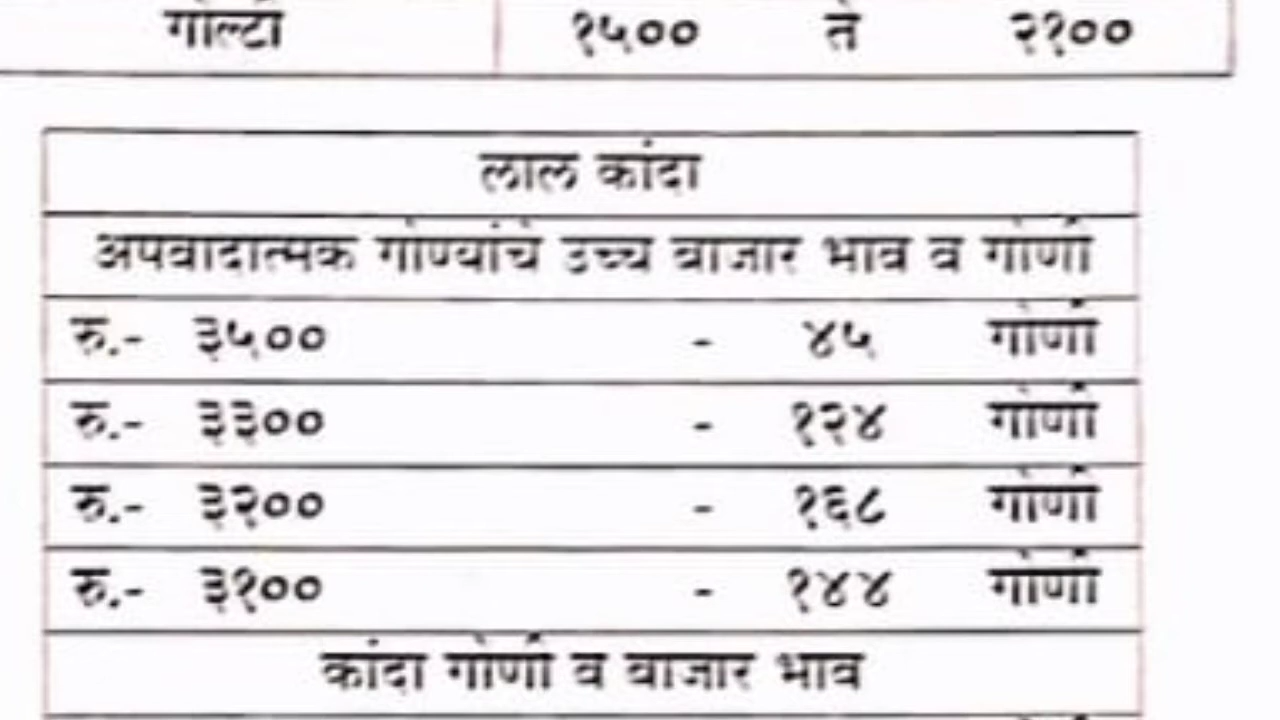 गोल्टी १५०० ते २१००
लाल कांदा
अपवादात्मक गोण्यांचे उच्च बाजार भाव व गोणी
रु.- ३५०० - ४५ गोणी
रु.- ३३०० - १२४ गोणी
रु.- ३२०० - १६८ गोणी
रु.- ३१०० - १४४ गोणी
कांदा गोणी व बाजार भाव